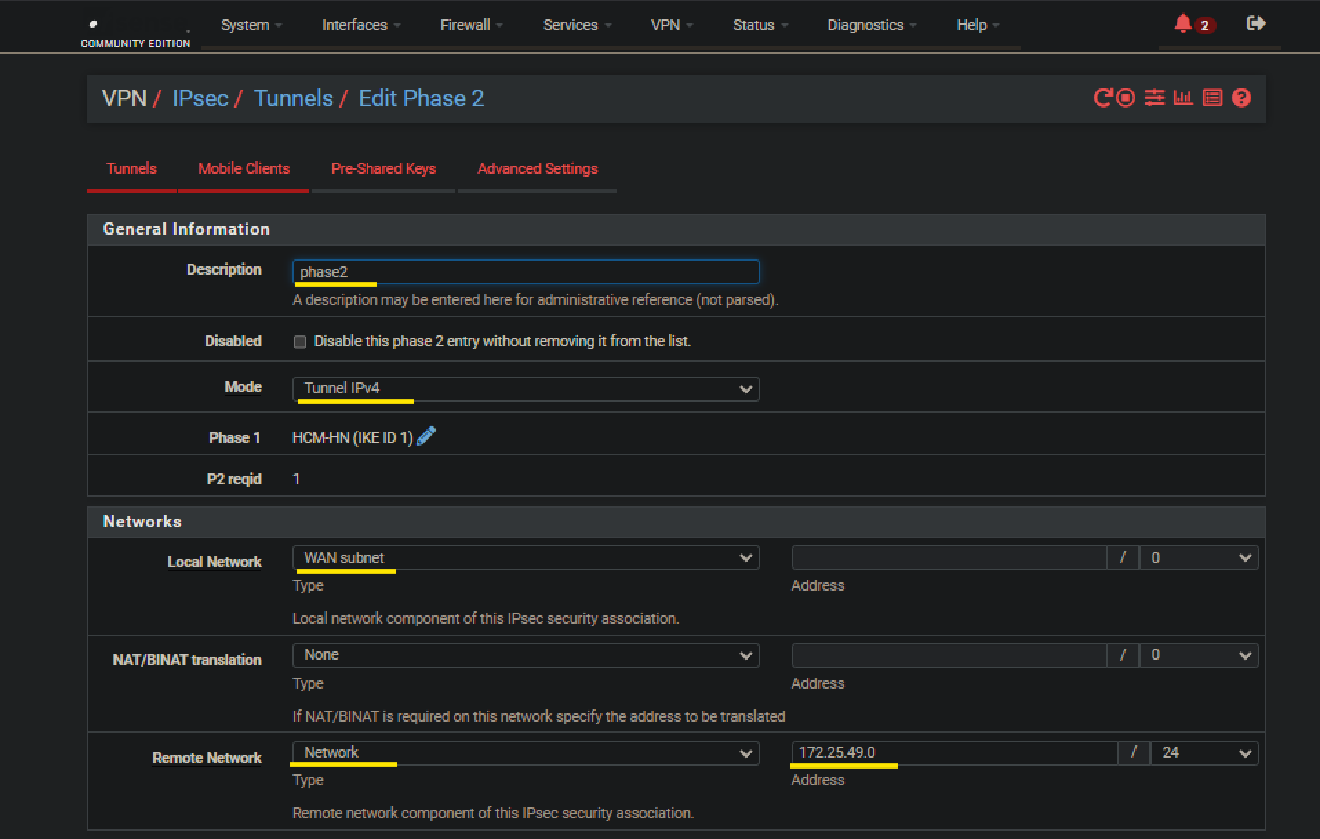 System Interfaces Firewall Services VPN Status Diagnostics Help 2
COMMUNITY EDITION
VPN / IPsec / Tunnels / Edit Phase 2
Tunnels Mobile Clients Pre-Shared Keys Advanced Settings
General Information
Description phase2
A description may be entered here for administrative reference (not parsed).
Disabled Disable this phase 2 entry without removing it from the list.
Mode Tunnel IPv4
Phase 1 HCM-HN (IKE ID 1)
P2 reqid 1
Networks
Local Network WAN subnet / 0
Type Address
Local network component of this IPsec security association.
NAT/BINAT translation None / 0
Type Address
If NAT/BINAT is required on this network specify the address to be translated
Remote Network Network 172.25.49.0 / 24
Type Address
Remote network component of this IPsec security association.